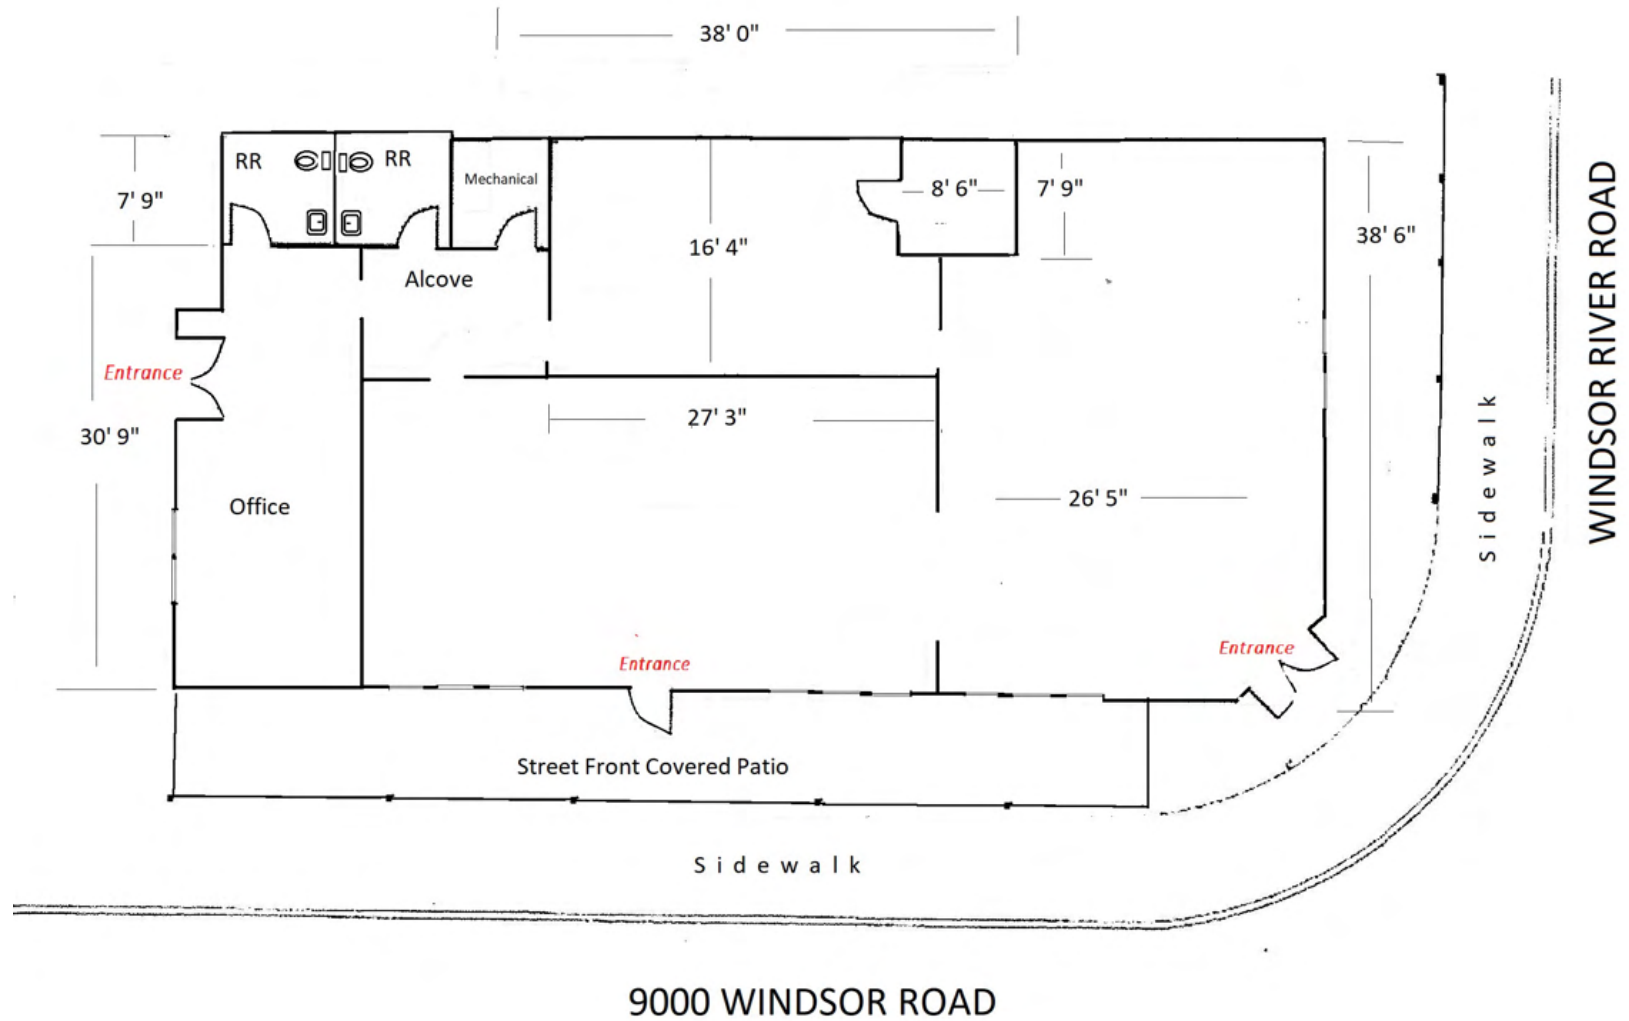 38' 0"
RR
RR
Mechanical
7' 9"
8' 6"
7' 9"
16' 4"
38' 6"
Alcove
Entrance
27' 3"
30' 9"
Office
26' 5"
Entrance
Entrance
Street Front Covered Patio
Sidewalk
Sidewalk
WINDSOR RIVER ROAD
9000 WINDSOR ROAD